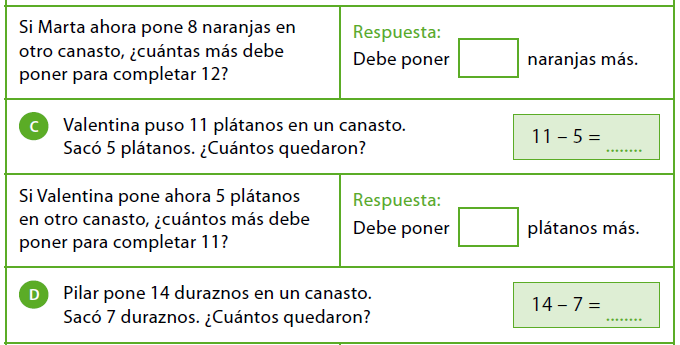 Si Marta ahora pone 8 naranjas en
otro canasto, ¿cuántas más debe
poner para completar 12?
Respuesta:
Debe poner naranjas más.
C Valentina puso 11 plátanos en un canasto.
Sacó 5 plátanos. ¿Cuántos quedaron?
11 – 5 = ........
Si Valentina pone ahora 5 plátanos
en otro canasto, ¿cuántos más debe
poner para completar 11?
Respuesta:
Debe poner plátanos más.
D Pilar pone 14 duraznos en un canasto.
Sacó 7 duraznos. ¿Cuántos quedaron?
14 – 7 = ........